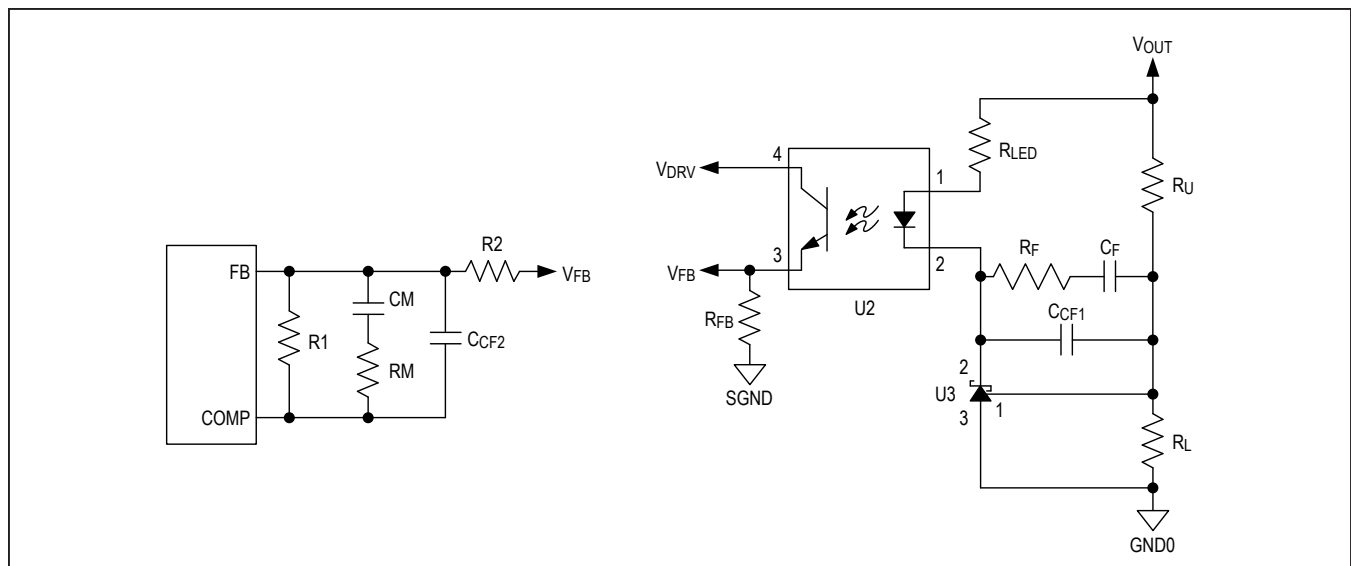 FB
COMP
R1
CM
RM
CCF2
R2
VFB
VDRV
VFB
RFB
SGND
4
3
1
2
U2
RLED
VOUT
RU
RF
CF
CCF1
2
U3
1
3
RL
GND0